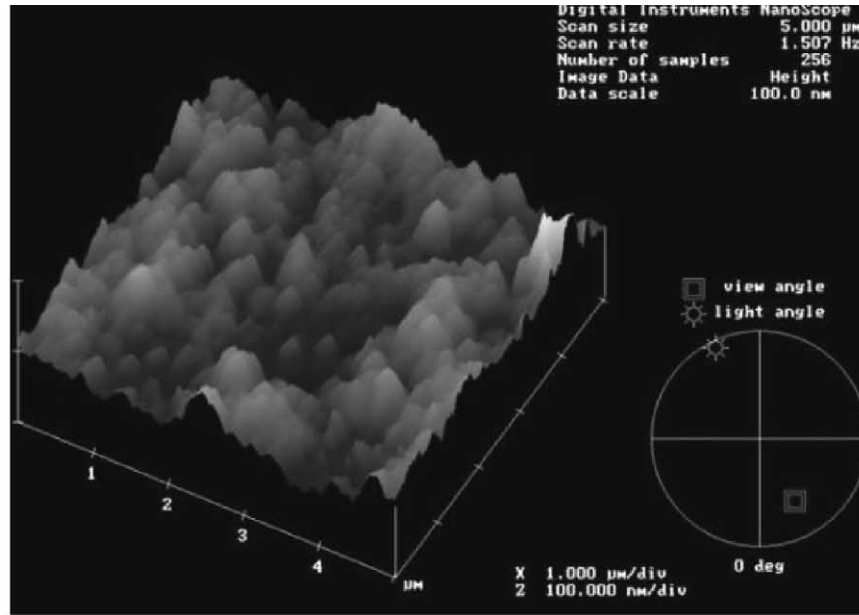 Digital Instruments NanoScope
Scan size 5.000 µm
Scan rate 1.507 Hz
Number of samples 256
Image Data Height
Data scale 100.0 nm
view angle
light angle
1
2
3
4
µm
X 1.000 µm/div
Z 100.000 nm/div
0 deg